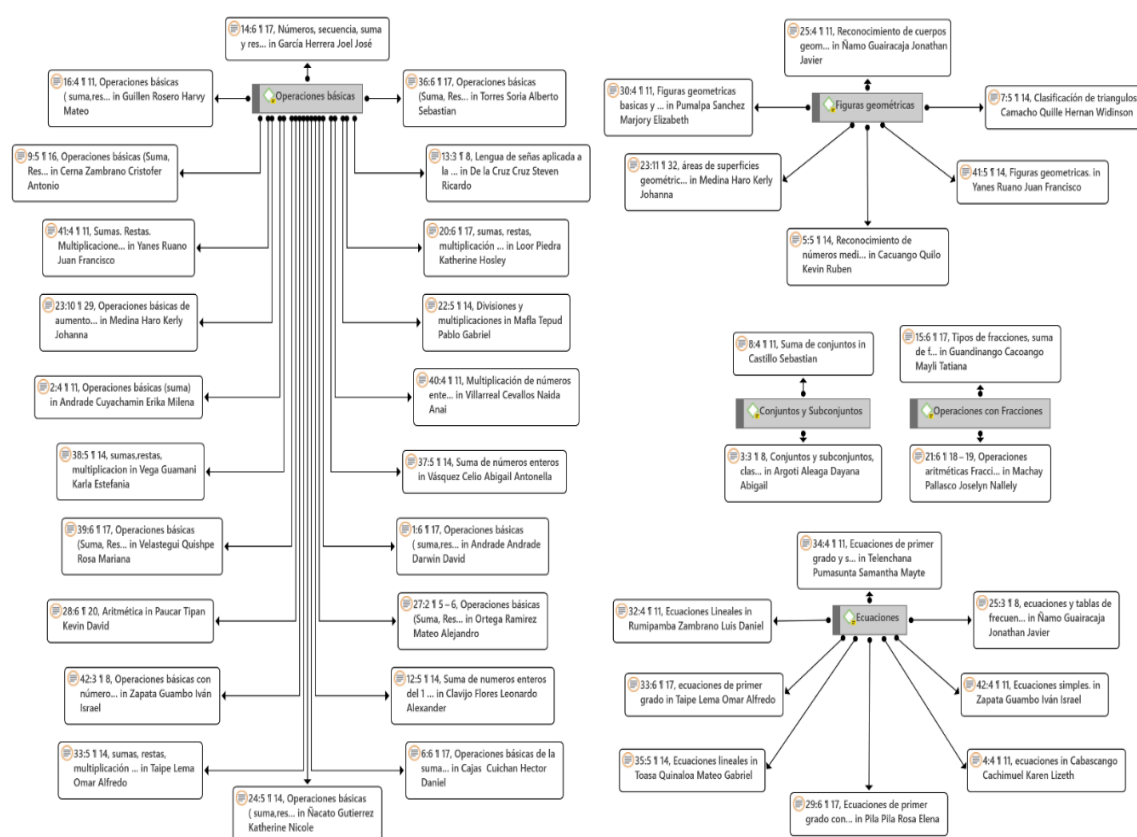 14:6 ¶ 17, Números, secuencia, suma
y res... in García Herrera Joel José
16:4 ¶ 11, Operaciones básicas
( suma,res... in Guillen Rosero Harvy
Mateo
Operaciones básicas
36:6 ¶ 17, Operaciones básicas
(Suma, Res... in Torres Soria Alberto
Sebastian
9:5 ¶ 16, Operaciones básicas (Suma,
Res... in Cerna Zambrano Cristofer
Antonio
13:3 ¶ 8, Lengua de señas aplicada a
la ... in De la Cruz Cruz Steven
Ricardo
41:4 ¶ 11, Sumas. Restas.
Multiplicacione... in Yanes Ruano
Juan Francisco
20:6 ¶ 17, sumas, restas,
multiplicación ... in Loor Piedra
Katherine Hosley
23:10 ¶ 29, Operaciones básicas de
aumento... in Medina Haro Kerly
Johanna
22:5 ¶ 14, Divisiones y
multiplicaciones in Mafla Tepud
Pablo Gabriel
2:4 ¶ 11, Operaciones básicas (suma)
in Andrade Cuyachamin Erika Milena
40:4 ¶ 11, Multiplicación de números
ente... in Villarreal Cevallos Naida
Anai
38:5 ¶ 14, sumas,restas,
multiplicacion in Vega Guamani
Karla Estefania
37:5 ¶ 14, Suma de números enteros
in Vásquez Celio Abigail Antonella
39:6 ¶ 17, Operaciones básicas
(Suma, Res... in Velastegui Quishpe
Rosa Mariana
1:6 ¶ 17, Operaciones básicas
( suma,res... in Andrade Andrade
Darwin David
28:6 ¶ 20, Aritmética in Paucar Tipan
Kevin David
27:2 ¶ 5 – 6, Operaciones básicas
(Suma, Res... in Ortega Ramirez
Mateo Alejandro
42:3 ¶ 8, Operaciones básicas con
número... in Zapata Guambo Iván
Israel
12:5 ¶ 14, Suma de numeros enteros
del 1 ... in Clavijo Flores Leonardo
Alexander
33:5 ¶ 14, sumas, restas,
multiplicación ... in Taipe Lema
Omar Alfredo
6:6 ¶ 17, Operaciones básicas de la
suma... in Cajas Cuichan Hector
Daniel
24:5 ¶ 14, Operaciones básicas
( suma,res... in Ñacato Gutierrez
Katherine Nicole
25:4 ¶ 11, Reconocimiento de cuerpos
geom... in Ñamo Guairacaja Jonathan
Javier
30:4 ¶ 11, Figuras geometricas
basicas y ... in Pumalpa Sanchez
Marjory Elizabeth
Figuras geométricas
7:5 ¶ 14, Clasificación de triangulos
Camacho Quille Hernan Widinson
23:11 ¶ 32, áreas de superficies
geométric... in Medina Haro Kerly
Johanna
41:5 ¶ 14, Figuras geometricas. in
Yanes Ruano Juan Francisco
5:5 ¶ 14, Reconocimiento de
números medi... in Cacuango Quilo
Kevin Ruben
8:4 ¶ 11, Suma de conjuntos in
Castillo Sebastian
15:6 ¶ 17, Tipos de fracciones, suma
de f... in Guandinango Cacoango
Mayli Tatiana
Conjuntos y Subconjuntos
Operaciones con Fracciones
3:3 ¶ 8, Conjuntos y subconjuntos,
clas... in Argoti Aleaga Dayana
Abigail
21:6 ¶ 18 – 19, Operaciones
aritméticas Fracci... in Machay
Pallasco Joselyn Nallely
34:4 ¶ 11, Ecuaciones de primer
grado y s... in Telenchana
Pumasunta Samantha Mayte
32:4 ¶ 11, Ecuaciones Lineales in
Rumipamba Zambrano Luis Daniel
Ecuaciones
25:3 ¶ 8, ecuaciones y tablas de
frecuen... in Ñamo Guairacaja
Jonathan Javier
33:6 ¶ 17, ecuaciones de primer
grado in Taipe Lema Omar Alfredo
42:4 ¶ 11, Ecuaciones simples. in
Zapata Guambo Iván Israel
35:5 ¶ 14, Ecuaciones lineales in
Toasa Quinaloa Mateo Gabriel
4:4 ¶ 11, ecuaciones in Cabascango
Cachimuel Karen Lizeth
29:6 ¶ 17, Ecuaciones de primer
grado con... in Pila Pila Rosa Elena